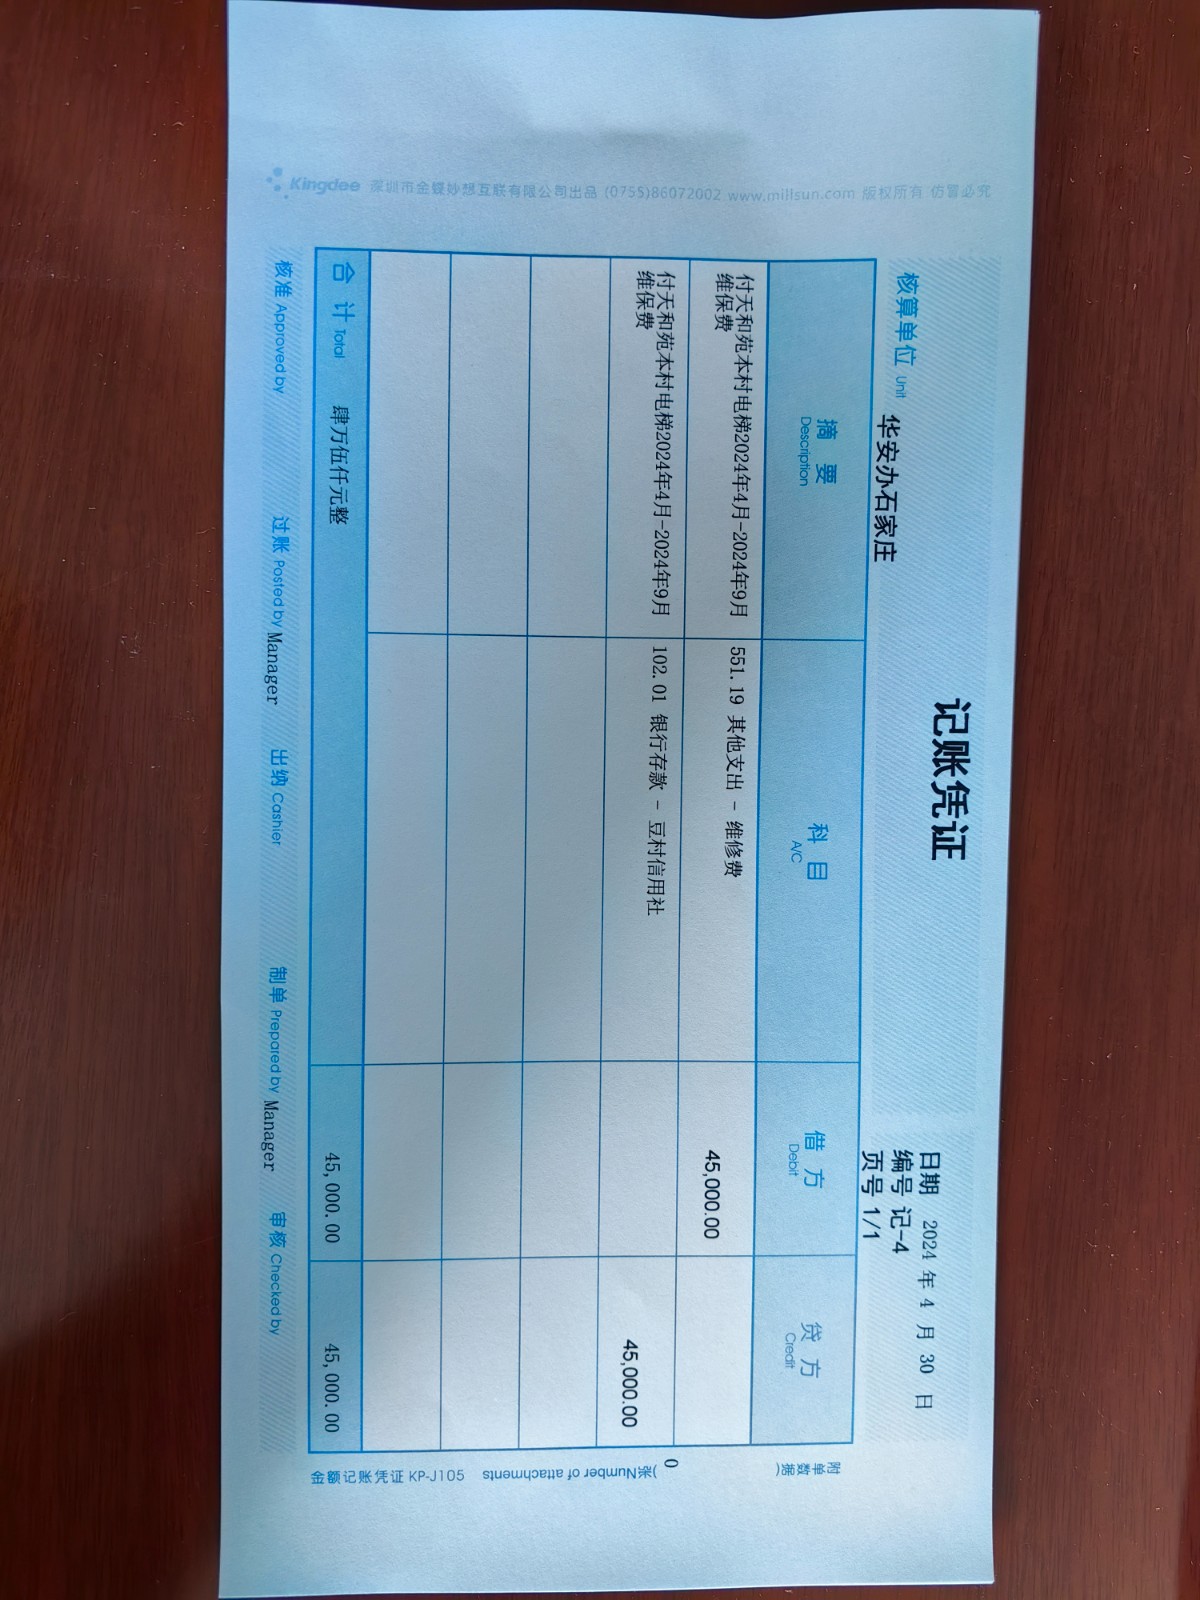 记账凭证
核算单位 Unit 华安办石家庄
日期 2024 年 4 月 30 日
编号 记-4
页号 1/1
摘 要 科 目 借 方 贷 方
Description A/C Debit Credit
付天和苑本村电梯2024年4月-2024年9月 551.19 其他支出 - 维修费 45,000.00
维保费
付天和苑本村电梯2024年4月-2024年9月 102.01 银行存款 - 豆村信用社 45,000.00
维保费
合 计 Total 肆万伍仟元整 45,000.00 45,000.00
核准 Approved by 过账 Posted by Manager 出纳 Cashier 制单 Prepared by Manager 审核 Checked by
附单数据(
0
)张Number of attachments
金额记账凭证 KP-J105
Kingdee 深圳市金蝶妙想互联有限公司出品 (0755)86072002 www.millsun.com 版权所有 仿冒必究